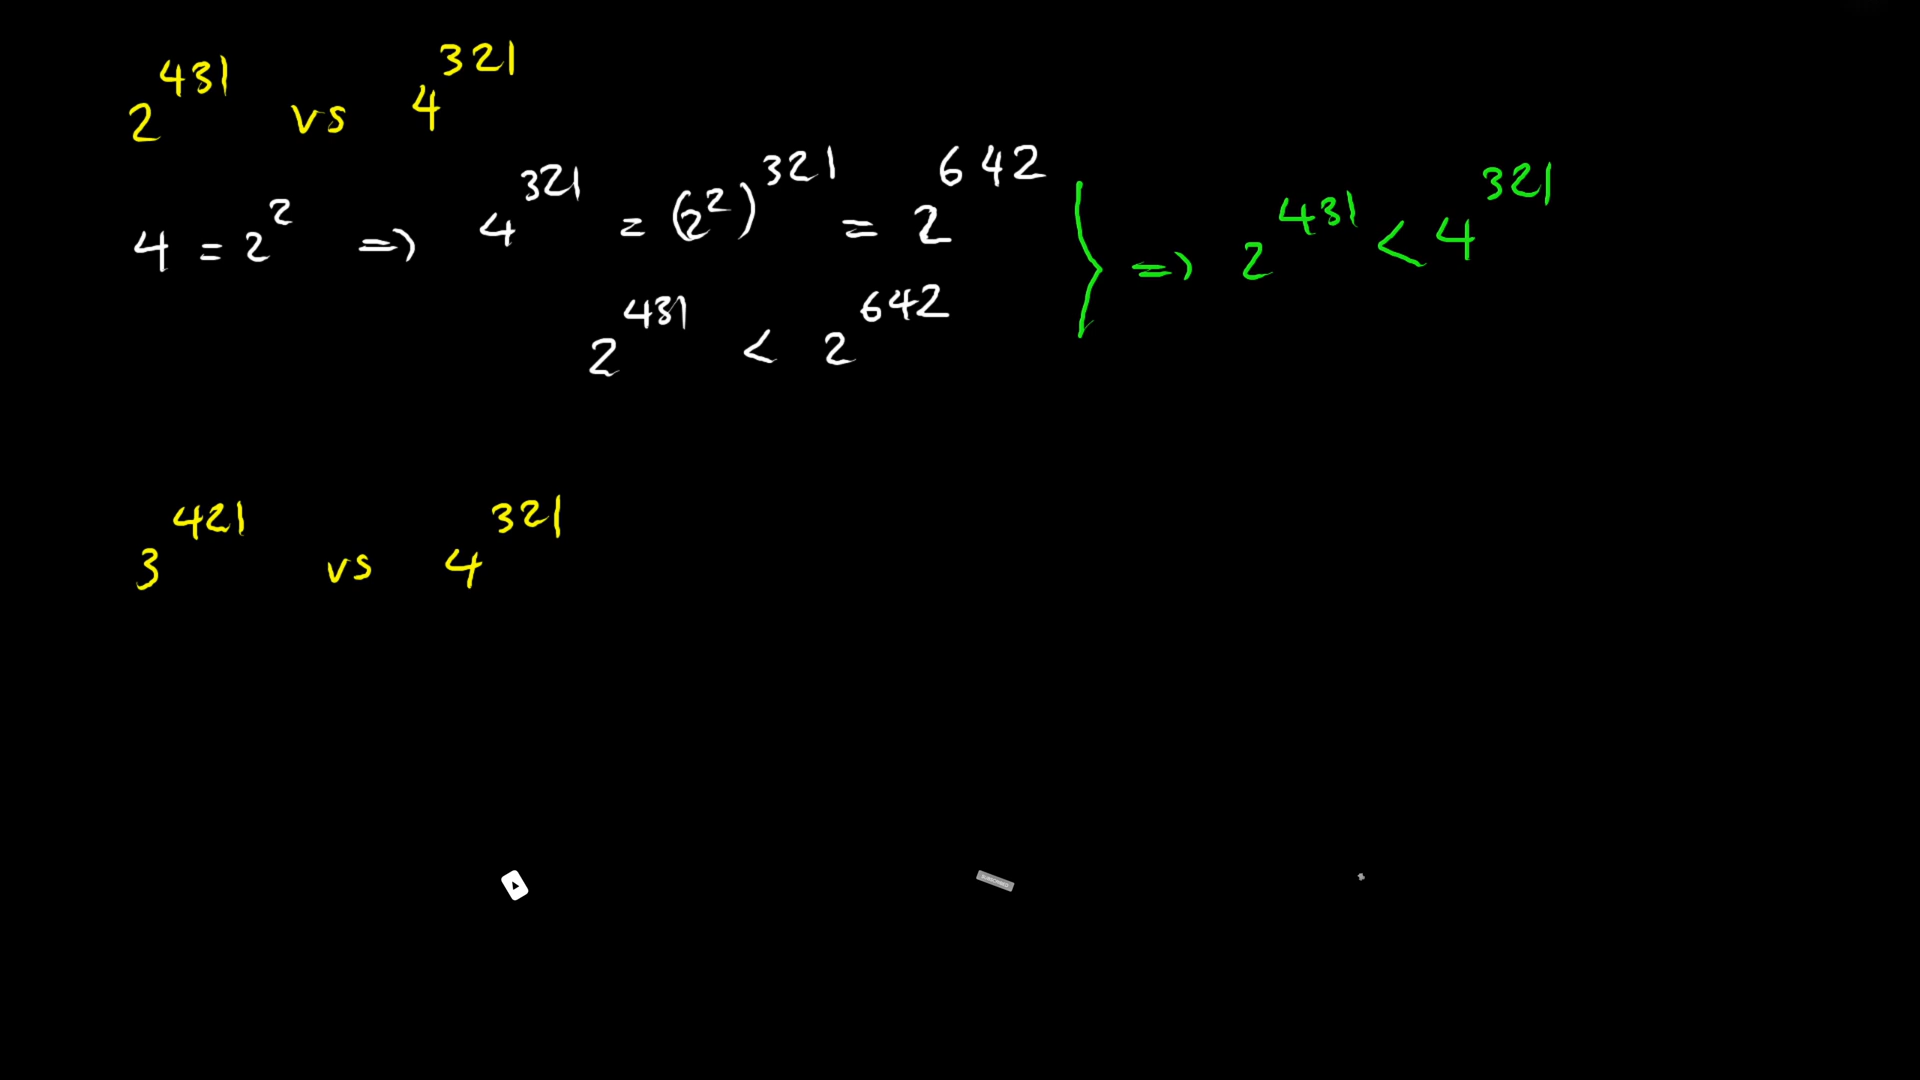 2^431 vs 4^321
4 = 2^2 => 4^321 = (2^2)^321 = 2^642 } => 2^431 < 4^321
2^431 < 2^642
3^421 vs 4^321